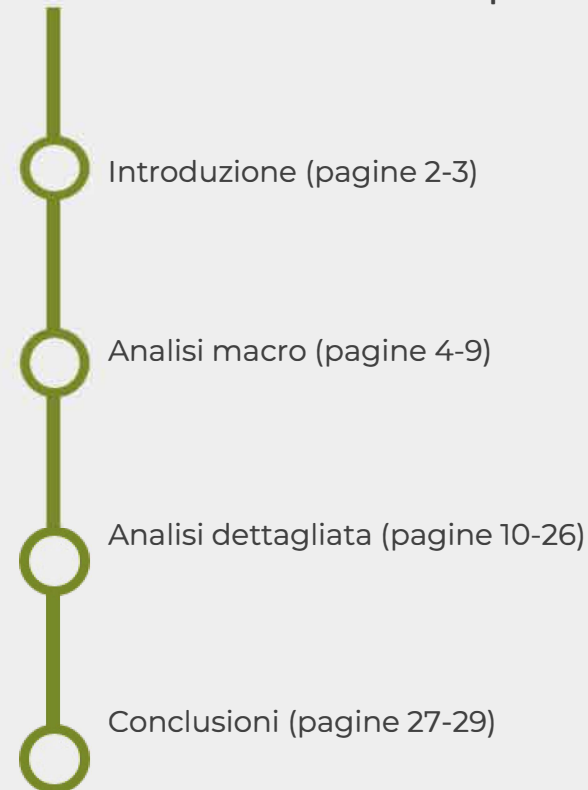 Introduzione (pagine 2-3)
Analisi macro (pagine 4-9)
Analisi dettagliata (pagine 10-26)
Conclusioni (pagine 27-29)